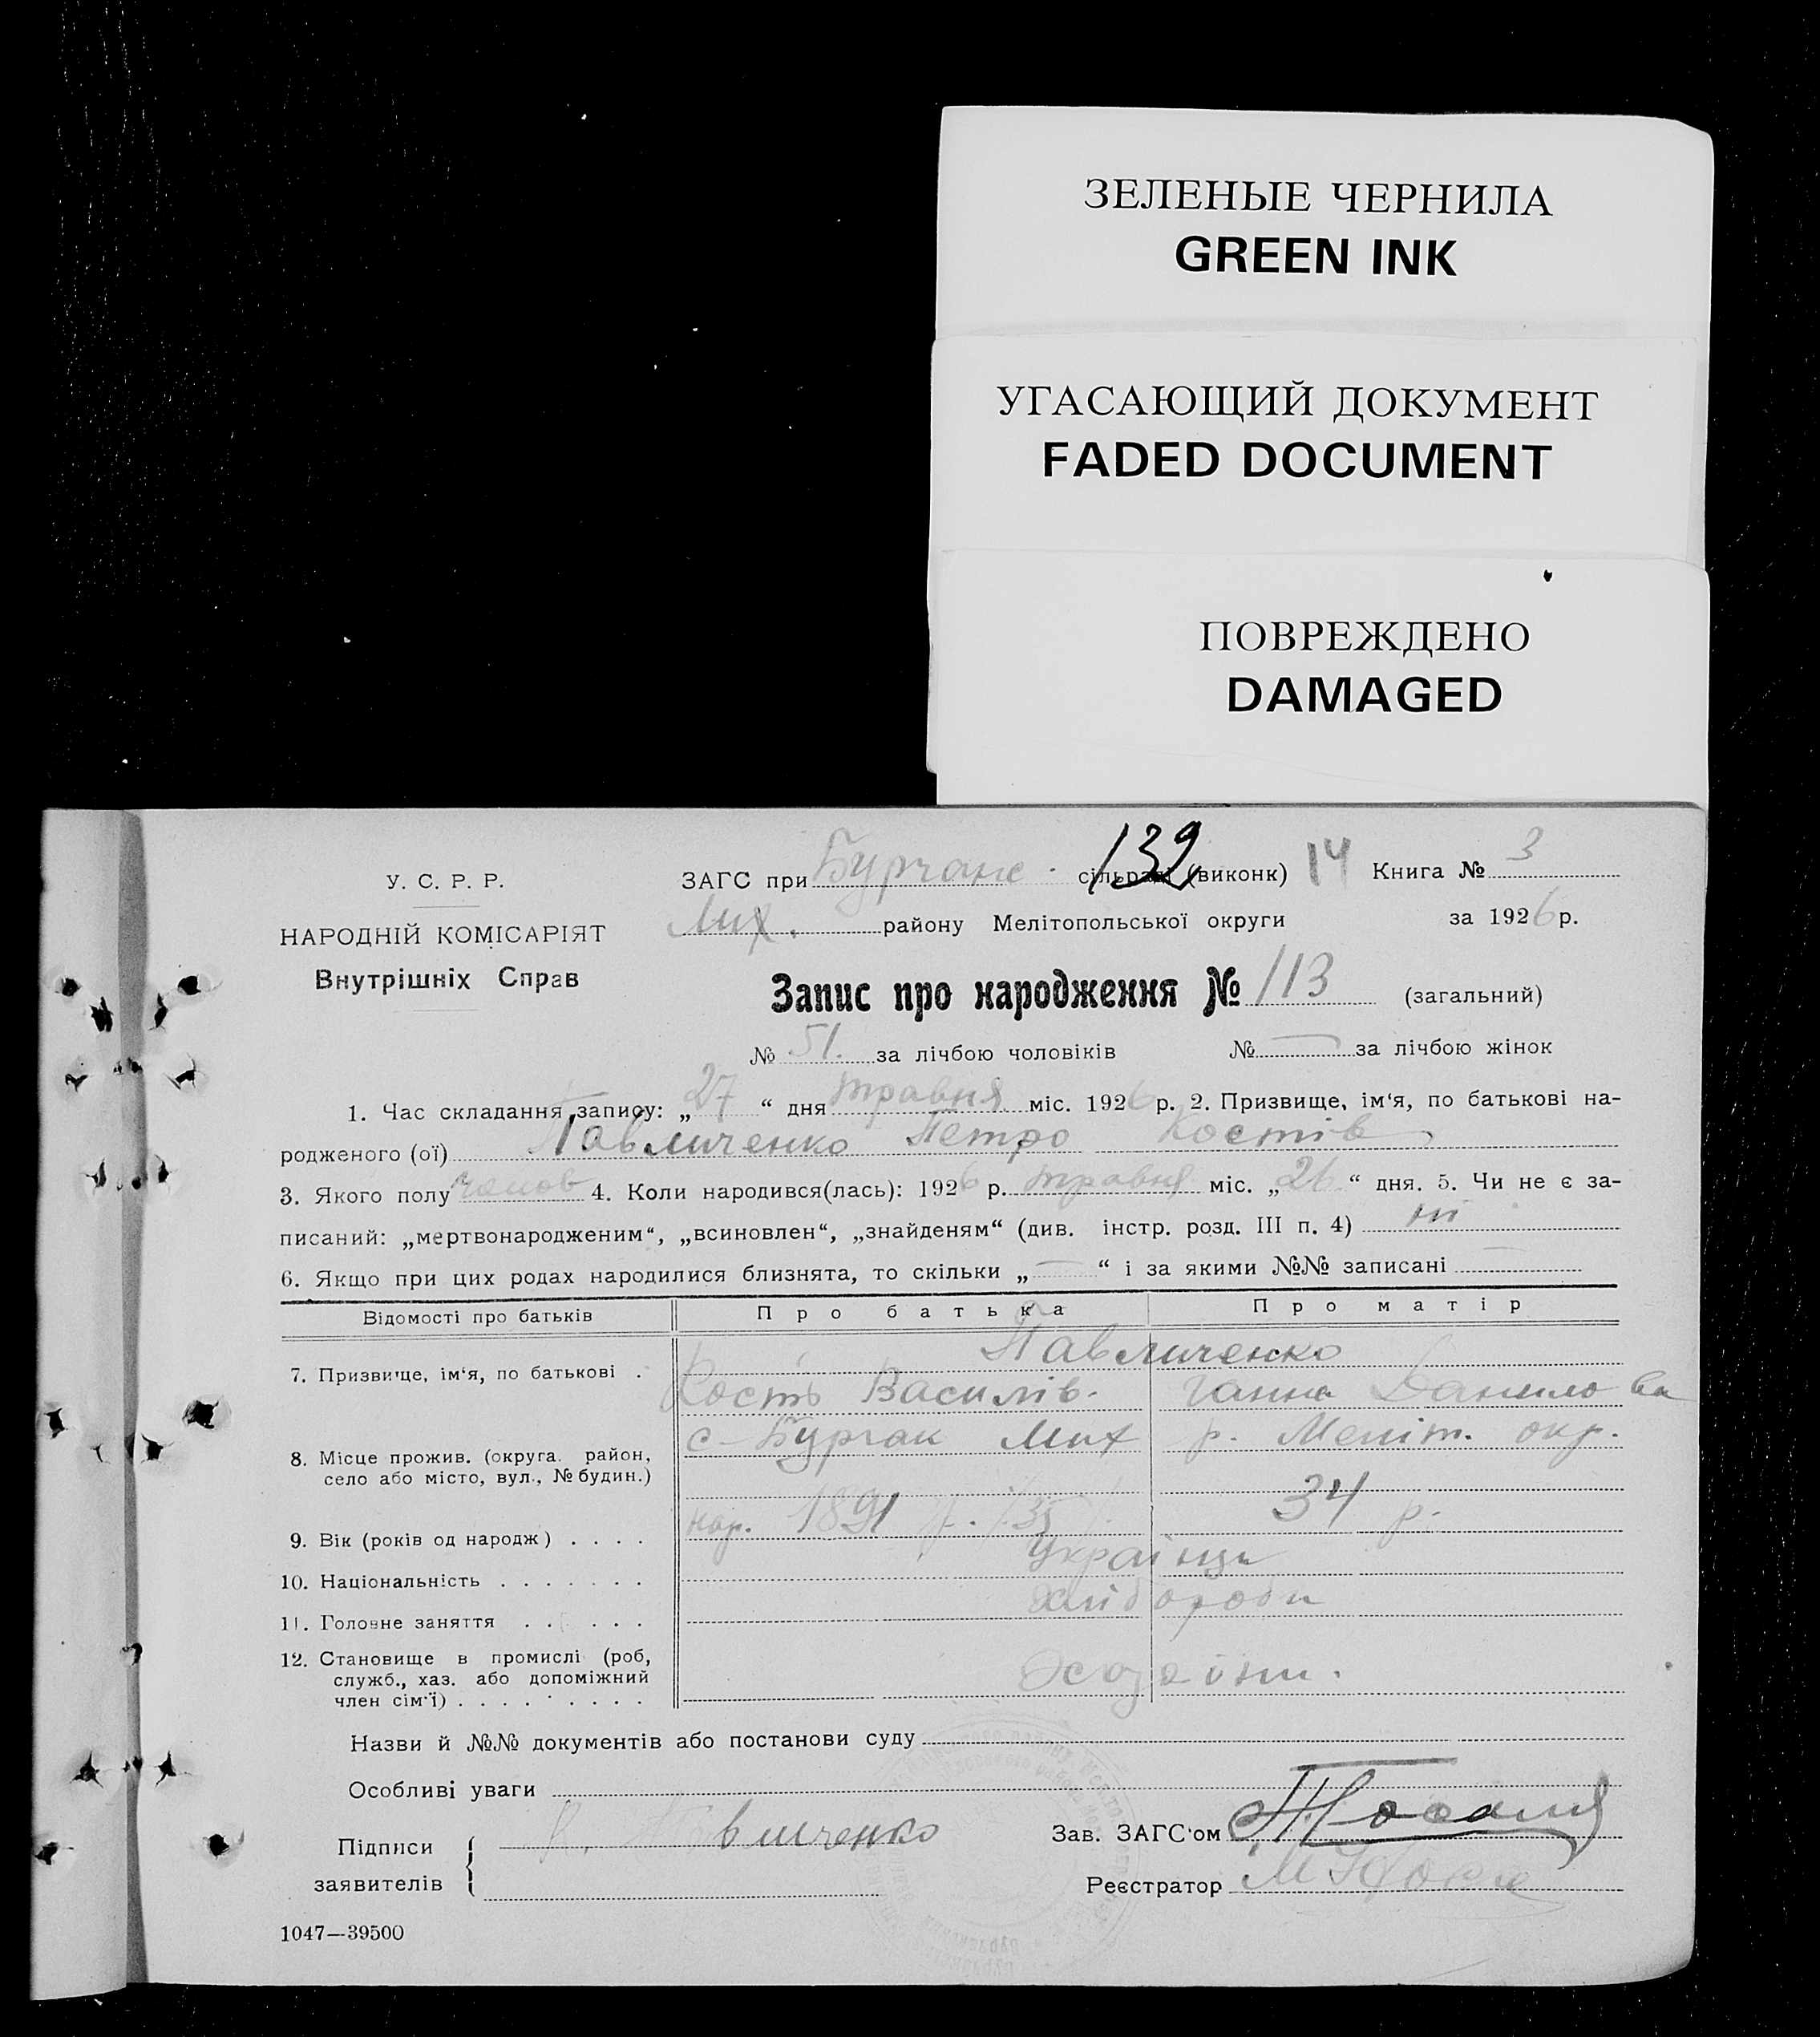 ЗЕЛЕНЫЕ ЧЕРНИЛА
GREEN INK
УГАСАЮЩИЙ ДОКУМЕНТ
FADED DOCUMENT
ПОВРЕЖДЕНО
DAMAGED
У. С. Р. Р.
НАРОДНІЙ КОМІСАРІЯТ
Внутрішніх Справ
ЗАГС при Бурчане. сільраді (виконк) 139 14 Книга № 3
Мих. району Мелітопольської округи за 1926 р.
Запис про народження № 113 (загальний)
№ 51. за лічбою чоловіків № — за лічбою жінок
1. Час складання запису: „27“ дня травня міс. 1926 р. 2. Призвище, ім‘я, по батькові на-
родженого (ої) Павличенко Петро Костів
3. Якого полу чолов 4. Коли народився(лась): 1926 р. травня міс. „26“ дня. 5. Чи не є за-
писаний: „мертвонародженим“, „всиновлен“, „знайденям“ (див. інстр. розд. III п. 4) ні
6. Якщо при цих родах народилися близнята, то скільки „—“ і за якими №№ записані —
Відомості про батьків Про батька Про матір
7. Призвище, ім‘я, по батькові . Павличенко
Кость Василів. Ганна Данилова
8. Місце прожив. (округа. район, село або місто, вул., № будин.) с-Бурчак Мих р. Меліт. окр.
9. Вік (років од народж) . . . . нар. 1891 р. /35 34 р.
10. Національність . . . . . . . Українци
11. Головне заняття . . . . . Хлібороби
12. Становище в промислі (роб, служб., хаз. або допоміжний член сім‘ї) . . . . . . . . . Хозяїни.
Назви й №№ документів або постанови суду
Особливі уваги
Підписи заявителів К. Павличенко
Зав. ЗАГС‘ом
Реєстратор
1047—39500